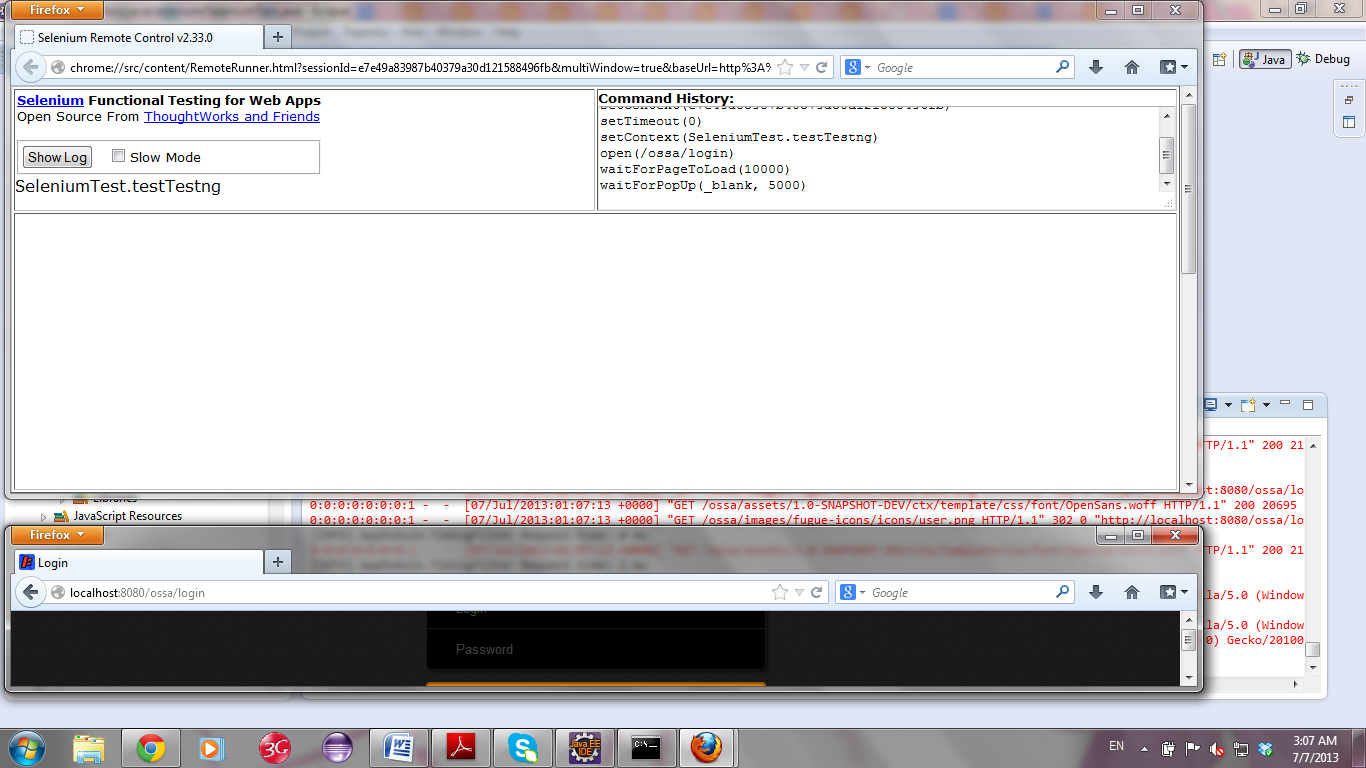 Firefox
Selenium Remote Control v2.33.0
chrome://src/content/RemoteRunner.html?sessionId=e7e49a83987b40379a30d121588496fb&multiWindow=true&baseUrl=http%3A%
Google
Java
Debug
Selenium Functional Testing for Web Apps
Open Source From ThoughtWorks and Friends
Show Log
Slow Mode
SeleniumTest.testTestng
Command History:
setTimeout(0)
setContext(SeleniumTest.testTestng)
open(/ossa/login)
waitForPageToLoad(10000)
waitForPopUp(_blank, 5000)
TTP/1.1" 200 21
st:8080/ossa/lo
Libraries
0:0:0:0:0:0:0:1 - - [07/Jul/2013:01:07:13 +0000] "GET /ossa/assets/1.0-SNAPSHOT-DEV/ctx/template/css/font/OpenSans.woff HTTP/1.1" 200 20695
JavaScript Resources
0:0:0:0:0:0:0:1 - - [07/Jul/2013:01:07:13 +0000] "GET /ossa/images/fugue-icons/icons/user.png HTTP/1.1" 302 0 "http://localhost:8080/ossa/lo
Firefox
TTP/1.1" 200 21
Login
localhost:8080/ossa/login
Google
lla/5.0 (Window
Login
lla/5.0 (Window
0) Gecko/20100
Password
EN
3:07 AM
7/7/2013